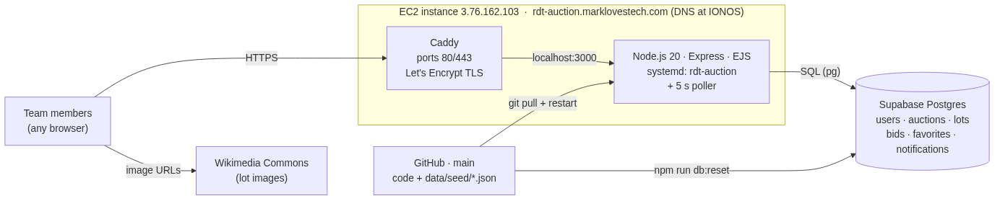 EC2 instance 3.76.162.103 · rdt-auction.marklovestech.com (DNS at IONOS)
Caddy
ports 80/443
Let's Encrypt TLS
HTTPS
localhost:3000
Node.js 20 · Express · EJS
systemd: rdt-auction
+ 5 s poller
SQL (pg)
git pull + restart
Team members
(any browser)
Supabase Postgres
users · auctions · lots
bids · favorites ·
notifications
image URLs
Wikimedia Commons
(lot images)
GitHub · main
code + data/seed/*.json
npm run db:reset